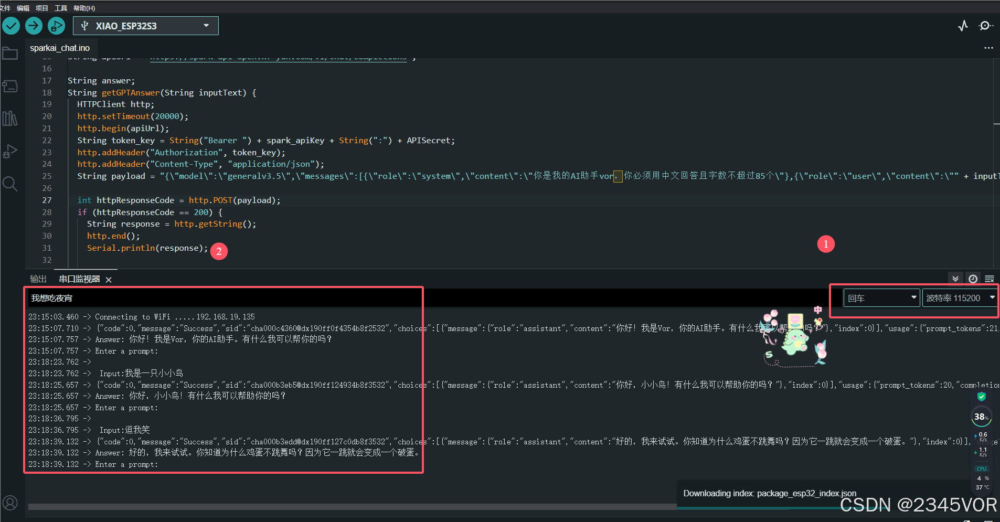 文件 编辑 项目 工具 帮助(H)
XIAO_ESP32S3
sparkai_chat.ino
15 String apiUrl = "https://spark-api-open.xf-yun.com/v1/chat/completions";
16
17 String answer;
18 String getGPTAnswer(String inputText) {
19 HTTPClient http;
20 http.setTimeout(20000);
21 http.begin(apiUrl);
22 String token_key = String("Bearer ") + spark_apiKey + String(":") + APISecret;
23 http.addHeader("Authorization", token_key);
24 http.addHeader("Content-Type", "application/json");
25 String payload = "{\"model\":\"generalv3.5\",\"messages\":[{\"role\":\"system\",\"content\":\"你是我的AI助手vor，你必须用中文回答且字数不超过85个\"},{\"role\":\"user\",\"content\":\"" + inputT
26
27 int httpResponseCode = http.POST(payload);
28 if (httpResponseCode == 200) {
29 String response = http.getString();
30 http.end();
31 Serial.println(response);
32
2
1
输出 串口监视器
我想吃夜宵
回车 波特率 115200
23:15:03.460 -> Connecting to WiFi .....192.168.19.135
23:15:07.710 -> {"code":0,"message":"Success","sid":"cha000c4360@dx190ff0f4354b8f2532","choices":[{"message":{"role":"assistant","content":"你好！我是Vor，你的AI助手。有什么我可以帮你的吗？"},"index":0}],"usage":{"prompt_tokens":21,
23:15:07.757 -> Answer: 你好！我是Vor，你的AI助手。有什么我可以帮你的吗？
23:15:07.757 -> Enter a prompt:
23:18:23.762 ->
23:18:23.762 -> Input:我是一只小小鸟
23:18:25.657 -> {"code":0,"message":"Success","sid":"cha000b3eb5@dx190ff124934b8f3532","choices":[{"message":{"role":"assistant","content":"你好，小小鸟！有什么我可以帮助你的吗？"},"index":0}],"usage":{"prompt_tokens":20,"completion
23:18:25.657 -> Answer: 你好，小小鸟！有什么我可以帮助你的吗？
23:18:25.657 -> Enter a prompt:
23:18:36.795 ->
23:18:36.795 -> Input:逗我笑
23:18:39.132 -> {"code":0,"message":"Success","sid":"cha000b3edd@dx190ff127c0db8f3532","choices":[{"message":{"role":"assistant","content":"好的，我来试试。你知道为什么鸡蛋不跳舞吗？因为它一跳就会变成一个破蛋。"},"index":0}],"usage
23:18:39.132 -> Answer: 好的，我来试试。你知道为什么鸡蛋不跳舞吗？因为它一跳就会变成一个破蛋。
23:18:39.132 -> Enter a prompt:
中
S
38%
0.6
K/s
1.1
K/s
CPU
4 %
37 °C
Downloading index: package_esp32_index.json
CSDN @2345VOR